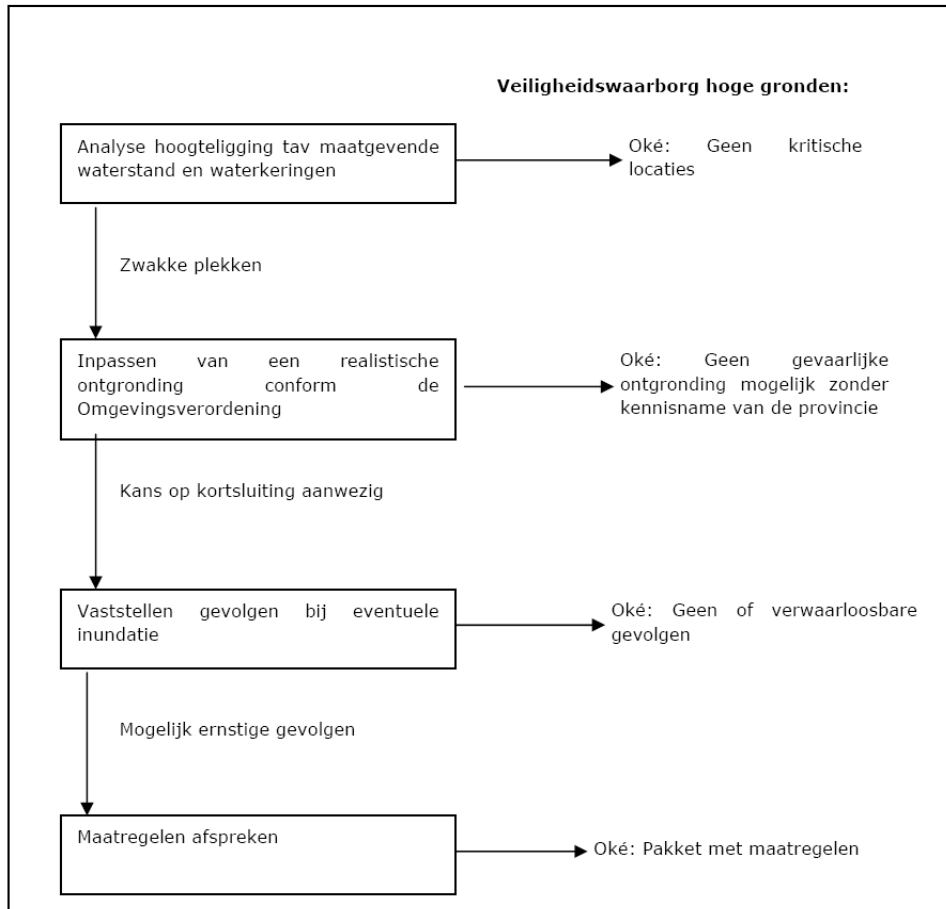 Veiligheidswaarborg hoge gronden:
Analyse hoogteligging tav maatgevende
waterstand en waterkeringen
Oké: Geen kritische
locaties
Zwakke plekken
Inpassen van een realistische
ontgronding conform de
Omgevingsverordening
Oké: Geen gevaarlijke
ontgronding mogelijk zonder
kennisname van de provincie
Kans op kortsluiting aanwezig
Vaststellen gevolgen bij eventuele
inundatie
Oké: Geen of verwaarloosbare
gevolgen
Mogelijk ernstige gevolgen
Maatregelen afspreken
Oké: Pakket met maatregelen